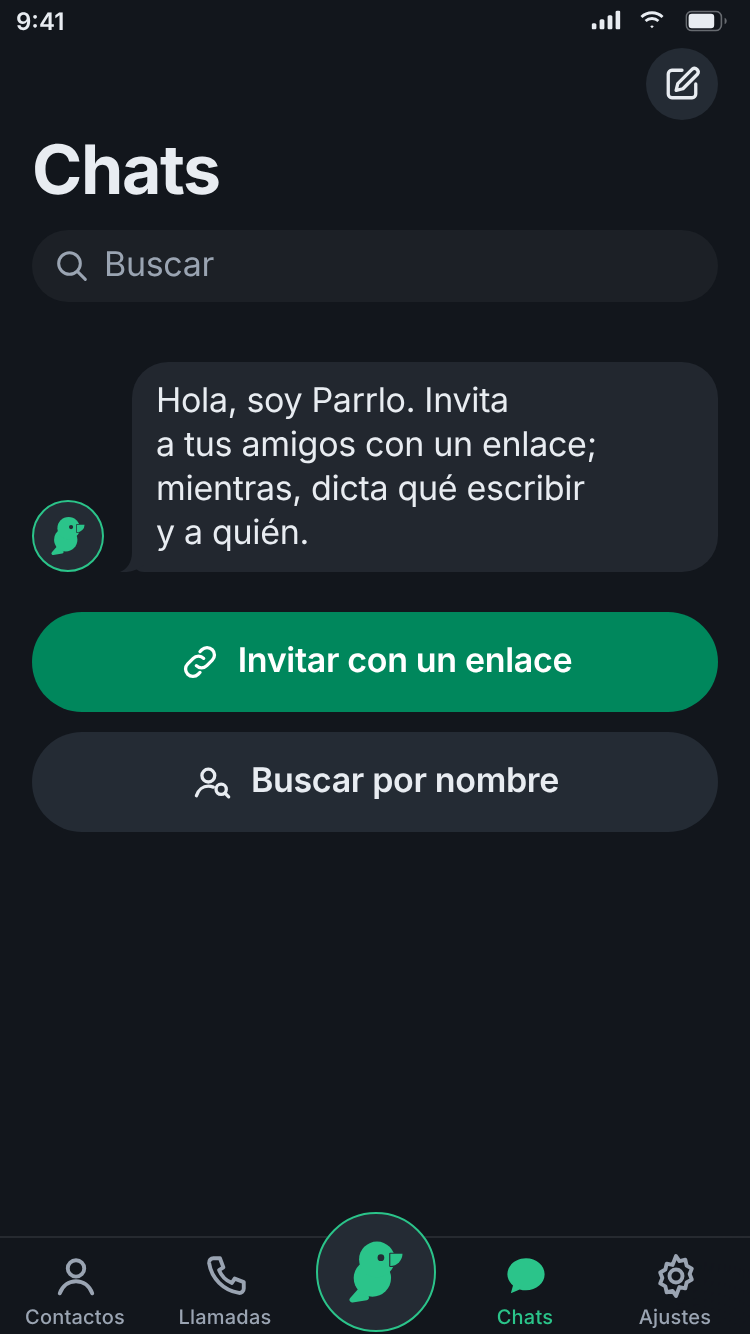 9:41
Chats
Buscar
Hola, soy Parrlo. Invita
a tus amigos con un enlace;
mientras, dicta qué escribir
y a quién.
Invitar con un enlace
Buscar por nombre
Contactos
Llamadas
Chats
Ajustes